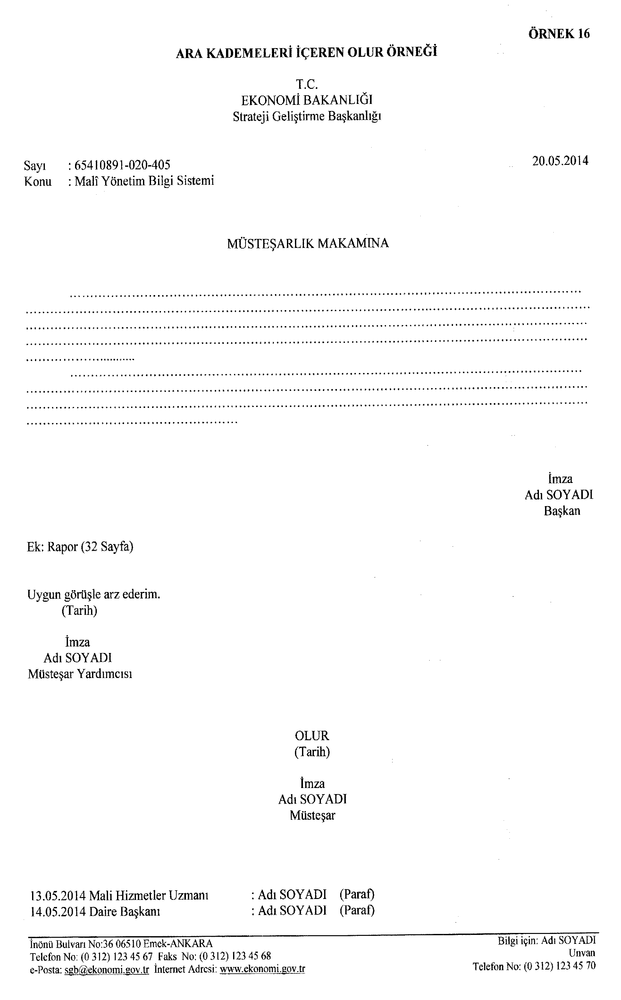 ÖRNEK 16
ARA KADEMELERİ İÇEREN OLUR ÖRNEĞİ
T.C.
EKONOMİ BAKANLIĞI
Strateji Geliştirme Başkanlığı
Sayı : 65410891-020-405 20.05.2014
Konu : Malî Yönetim Bilgi Sistemi
MÜSTEŞARLIK MAKAMINA
................................................................................
................................................................................
................................................................................
................................................................................
...........................
................................................................................
................................................................................
................................................................................
...................................................
İmza
Adı SOYADI
Başkan
Ek: Rapor (32 Sayfa)
Uygun görüşle arz ederim.
(Tarih)
İmza
Adı SOYADI
Müsteşar Yardımcısı
OLUR
(Tarih)
İmza
Adı SOYADI
Müsteşar
13.05.2014 Mali Hizmetler Uzmanı : Adı SOYADI (Paraf)
14.05.2014 Daire Başkanı : Adı SOYADI (Paraf)
İnönü Bulvarı No:36 06510 Emek-ANKARA Bilgi için: Adı SOYADI
Telefon No: (0 312) 123 45 67 Faks No: (0 312) 123 45 68 Unvan
e-Posta: sgb@ekonomi.gov.tr İnternet Adresi: www.ekonomi.gov.tr Telefon No: (0 312) 123 45 70